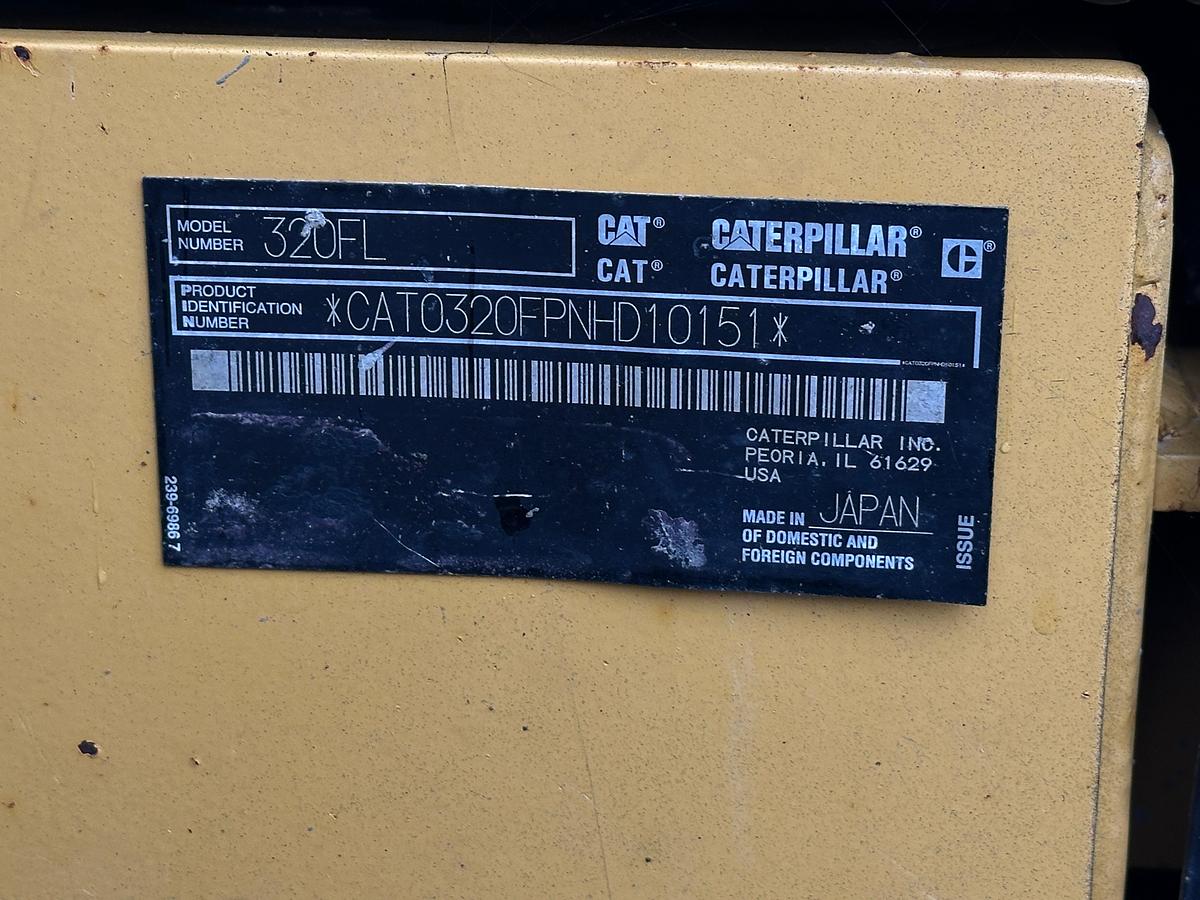 MODEL NUMBER 320FL
CAT® CATERPILLAR® ®
CAT® CATERPILLAR®
PRODUCT IDENTIFICATION NUMBER *CAT0320FPNHD10151*
*CAT0320FPNHD10151*
CATERPILLAR INC.
PEORIA, IL 61629
USA
MADE IN JAPAN
OF DOMESTIC AND
FOREIGN COMPONENTS
239-6986 7
ISSUE